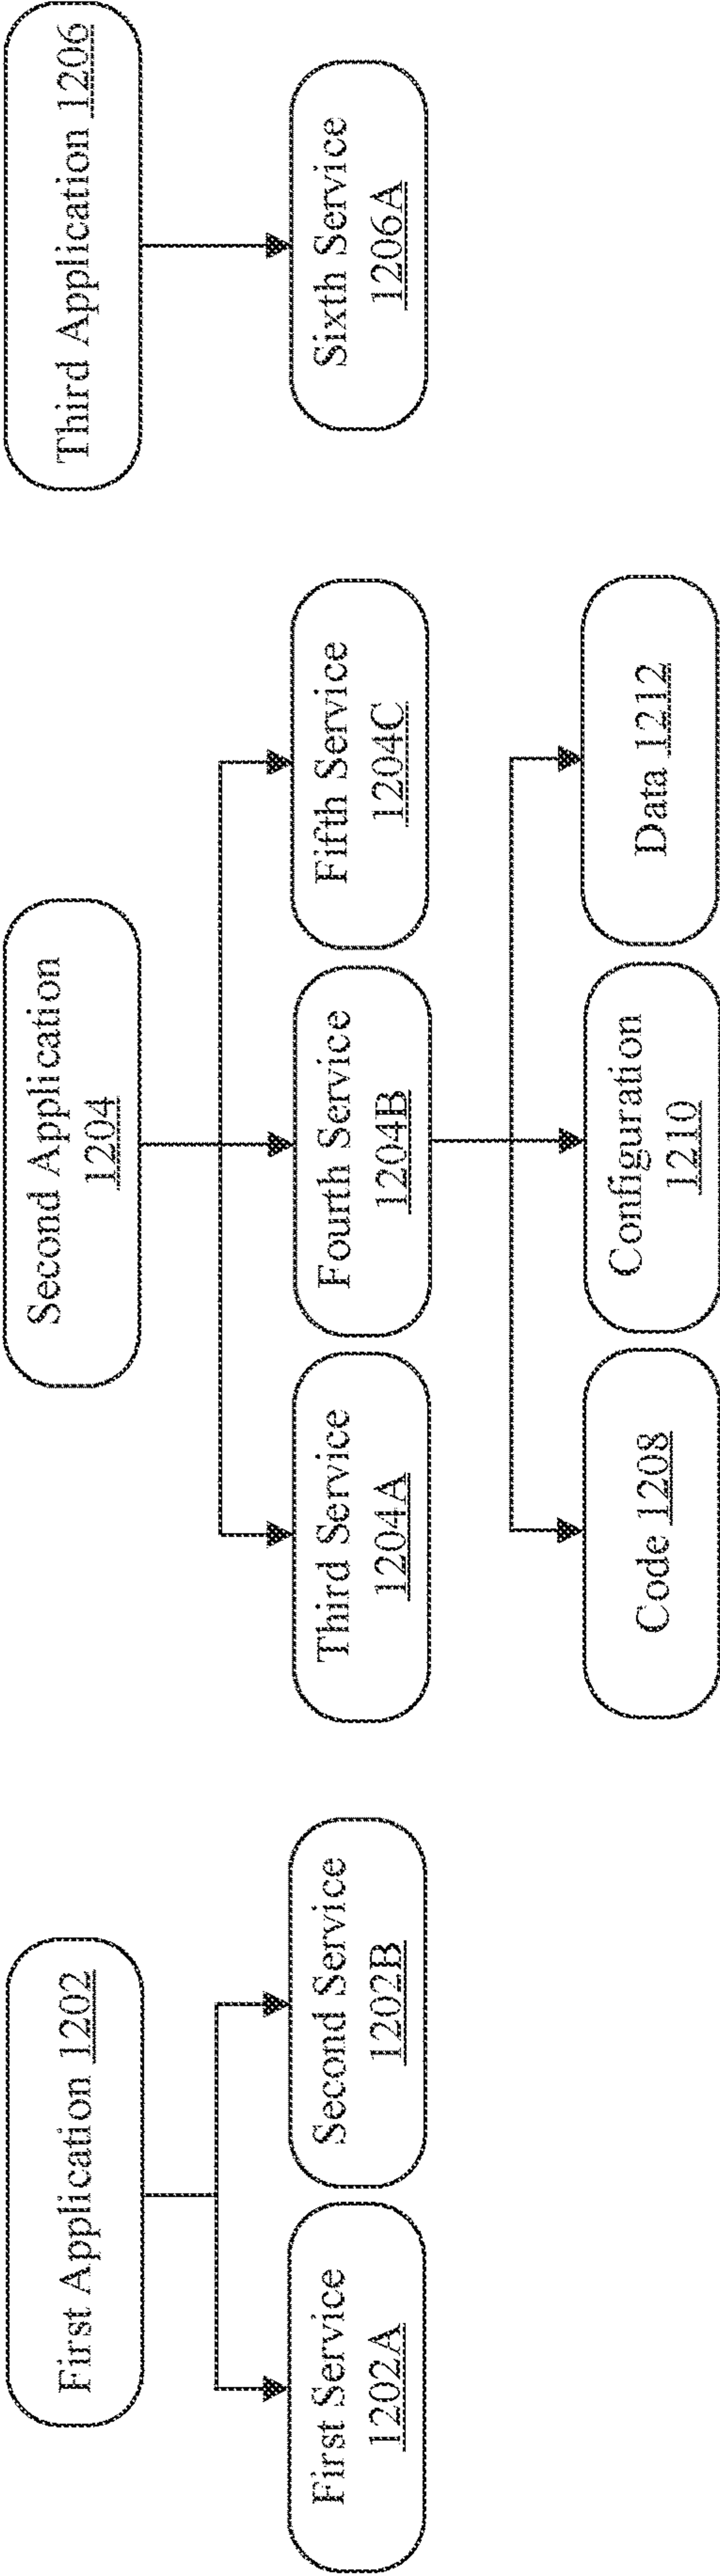 First Application 1202
Second Application
1204
Third Application 1206
First Service
1202A
Second Service
1202B
Third Service
1204A
Fourth Service
1204B
Fifth Service
1204C
Sixth Service
1206A
Code 1208
Configuration
1210
Data 1212